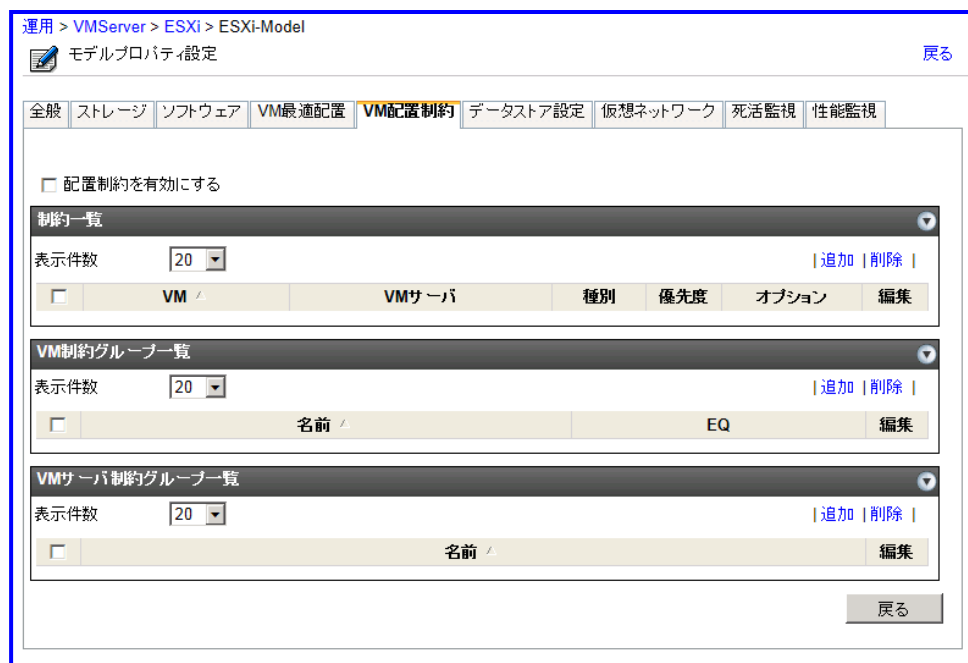 運用 > VMServer > ESXi > ESXi-Model
モデルプロパティ設定 戻る
全般 ストレージ ソフトウェア VM最適配置 VM配置制約 データストア設定 仮想ネットワーク 死活監視 性能監視
配置制約を有効にする
制約一覧
表示件数 20 | 追加 | 削除 |
VM VMサーバ 種別 優先度 オプション 編集
VM制約グループ一覧
表示件数 20 | 追加 | 削除 |
名前 EQ 編集
VMサーバ制約グループ一覧
表示件数 20 | 追加 | 削除 |
名前 編集
戻る